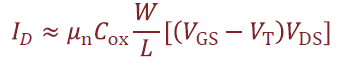 I_D ≈ μ_n C_ox W/L [(V_GS − V_T)V_DS]